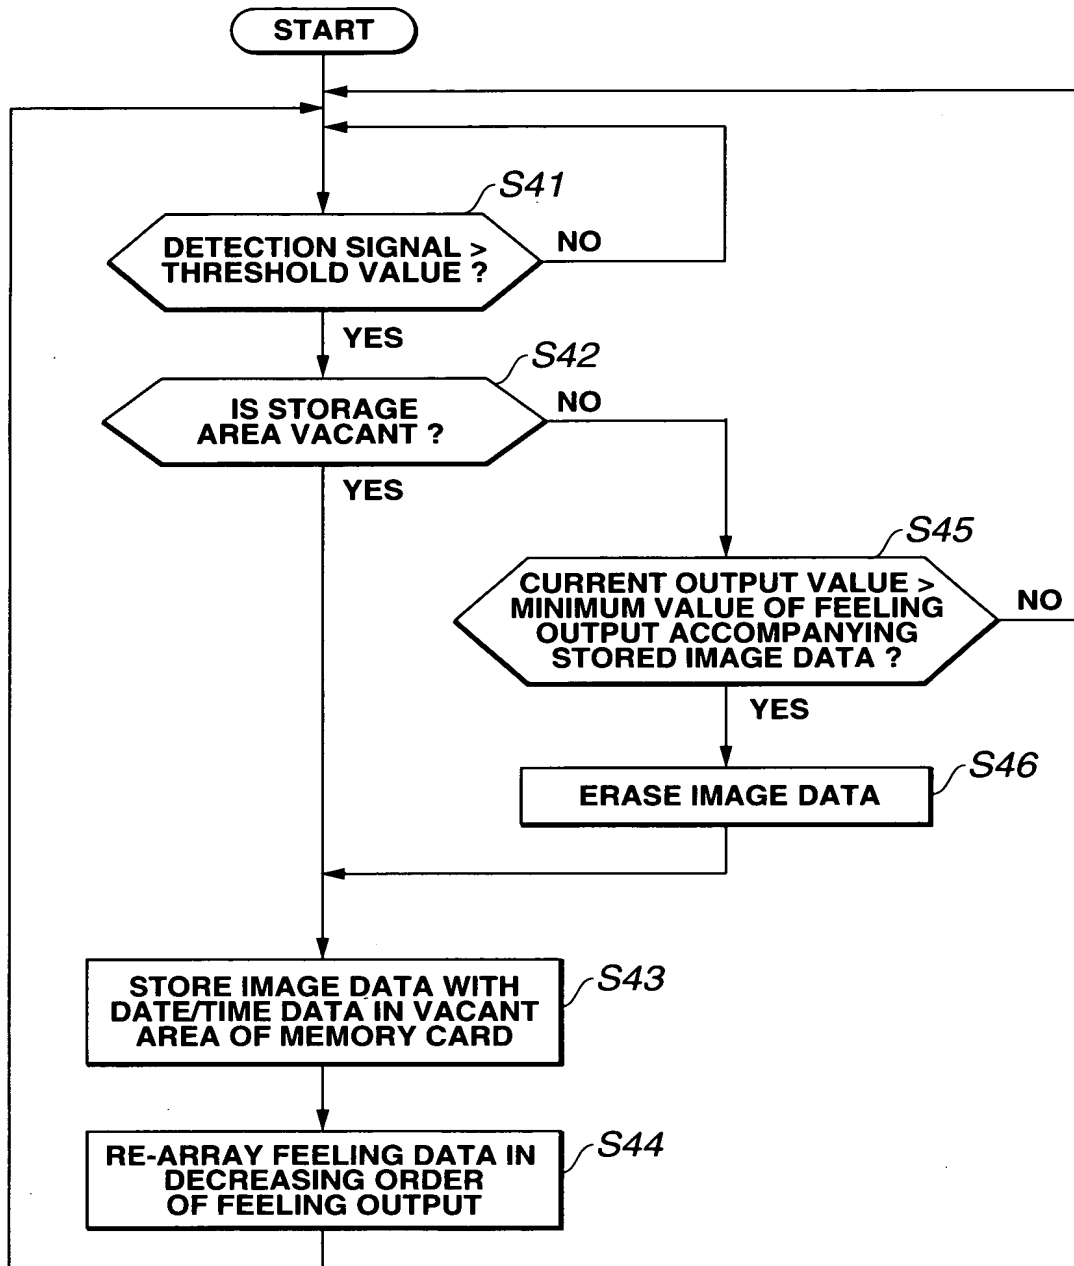 START
S41
DETECTION SIGNAL >
THRESHOLD VALUE ?
NO
YES
S42
IS STORAGE
AREA VACANT ?
NO
YES
S45
CURRENT OUTPUT VALUE >
MINIMUM VALUE OF FEELING
OUTPUT ACCOMPANYING
STORED IMAGE DATA ?
NO
YES
S46
ERASE IMAGE DATA
S43
STORE IMAGE DATA WITH
DATE/TIME DATA IN VACANT
AREA OF MEMORY CARD
S44
RE-ARRAY FEELING DATA IN
DECREASING ORDER
OF FEELING OUTPUT